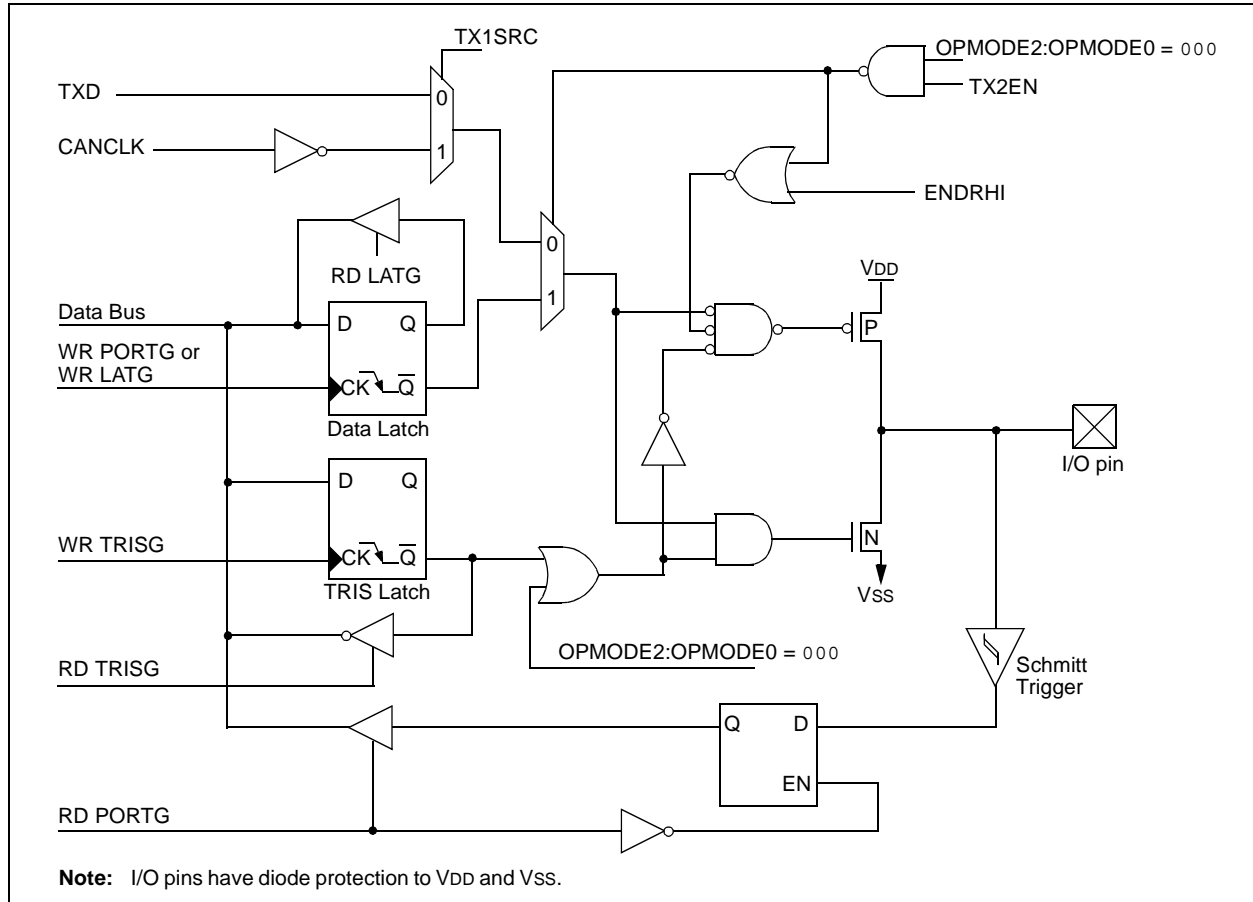 TX1SRC
OPMODE2:OPMODE0 = 000
TXD
0
TX2EN
CANCLK
1
ENDRHI
0
RD LATG
VDD
1
Data Bus
D
Q
P
WR PORTG or
WR LATG
CK
Q
Data Latch
I/O pin
D
Q
WR TRISG
CK
Q
N
TRIS Latch
VSS
OPMODE2:OPMODE0 = 000
RD TRISG
Schmitt
Trigger
Q
D
EN
RD PORTG
Note: I/O pins have diode protection to VDD and VSS.